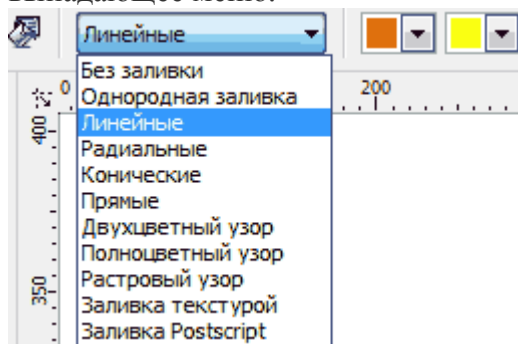 Выпадающее меню:
Линейные
0 200
400
350
Без заливки
Однородная заливка
Линейные
Радиальные
Конические
Прямые
Двухцветный узор
Полноцветный узор
Растровый узор
Заливка текстурой
Заливка Postscript